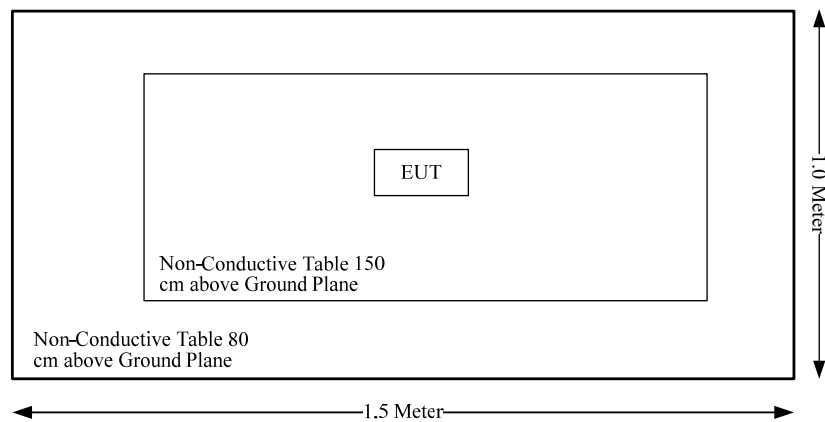 EUT
Non-Conductive Table 150
cm above Ground Plane
Non-Conductive Table 80
cm above Ground Plane
1.0 Meter
1.5 Meter